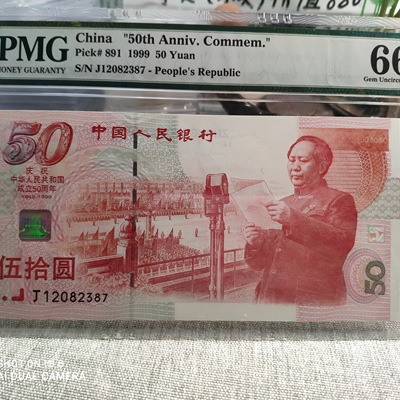 PMG
MONEY GUARANTY
China "50th Anniv. Commem."
Pick# 891 1999 50 Yuan
S/N J12082387 - People's Republic
66
Gem Uncirc
50
中国人民银行
庆祝
中华人民共和国
成立50周年
1949-1999
伍拾圆
J12082387
50
SHOT ON
AI DUAL CAMERA